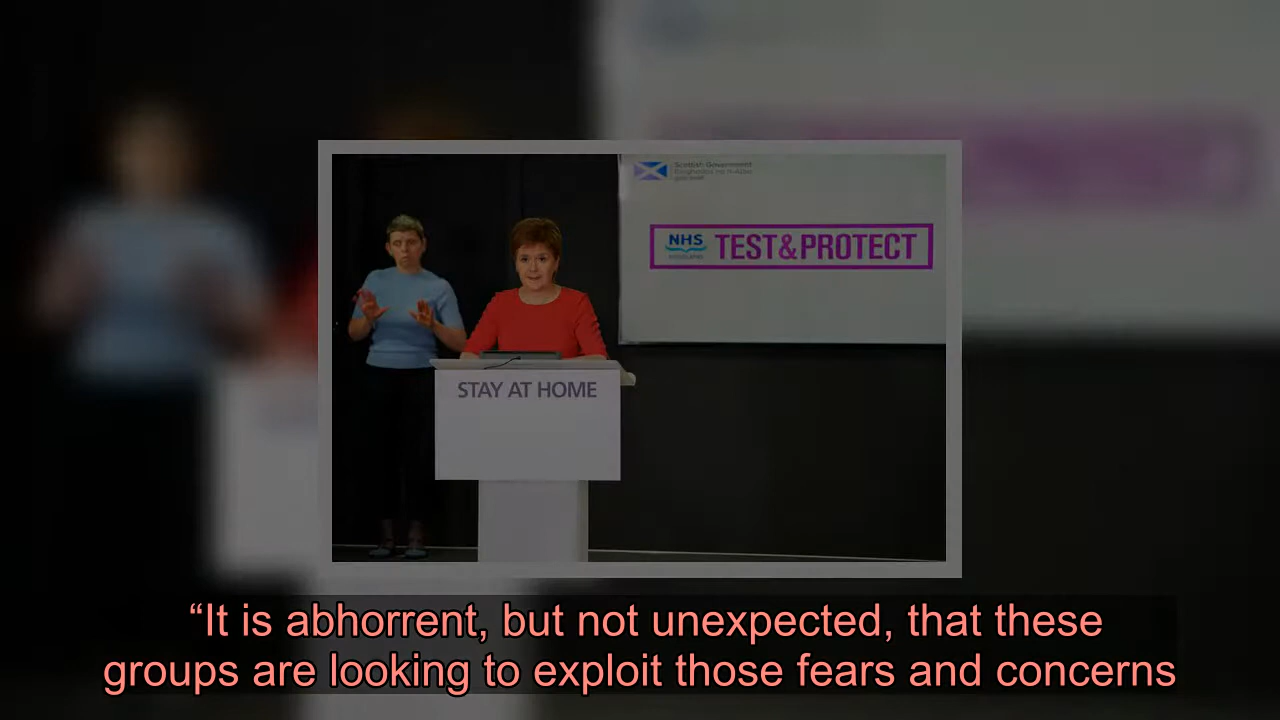 Scottish Government
NHS
SCOTLAND
TEST&PROTECT
STAY AT HOME
“It is abhorrent, but not unexpected, that these
groups are looking to exploit those fears and concerns